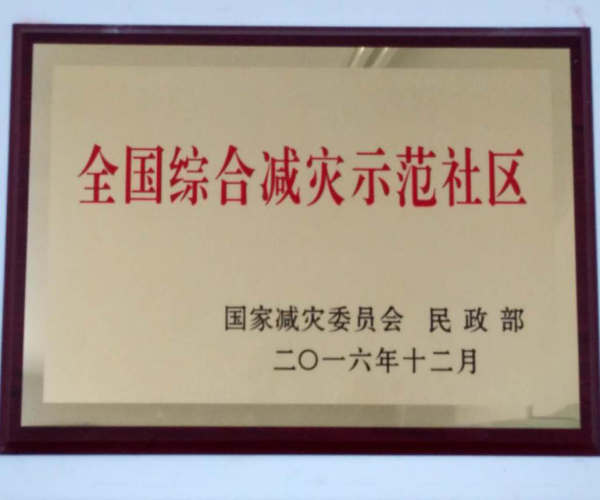 全国综合减灾示范社区
国家减灾委员会 民政部
二〇一六年十二月